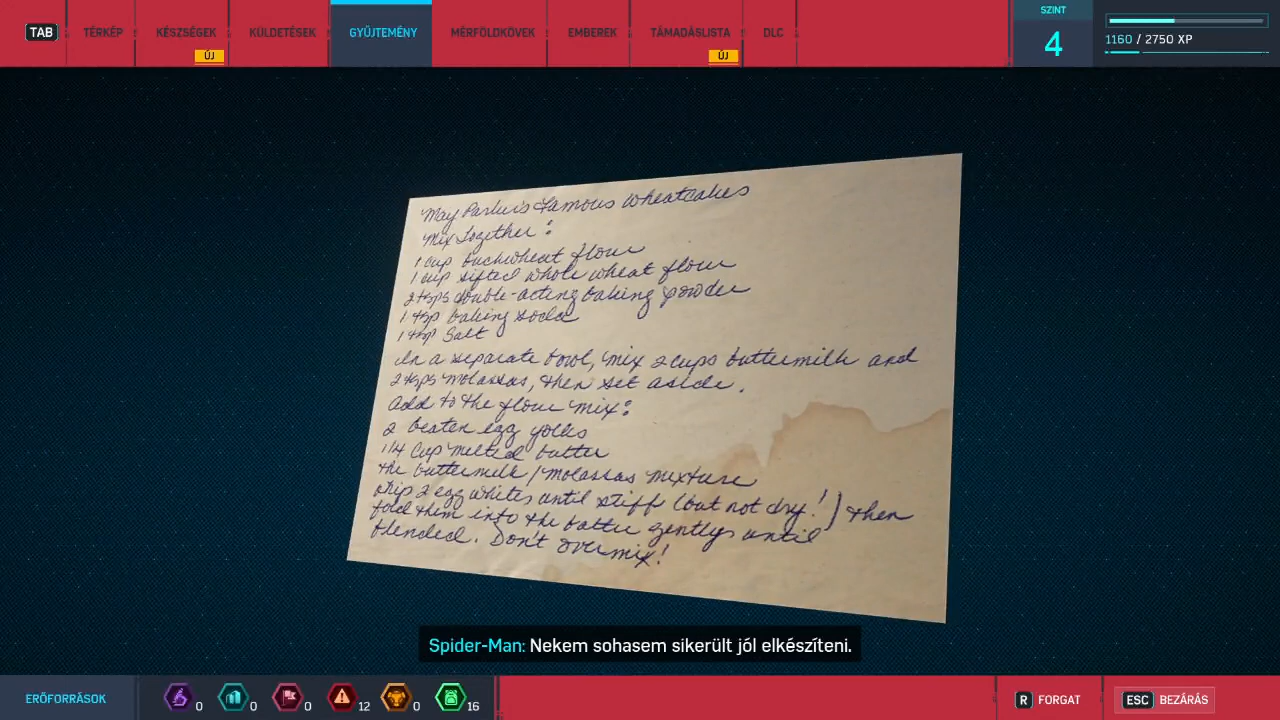 TAB
TÉRKÉP
KÉSZSÉGEK
ÚJ
KÜLDETÉSEK
GYŰJTEMÉNY
MÉRFÖLDKÖVEK
EMBEREK
TÁMADÁSLISTA
ÚJ
DLC
SZINT
4
1160 / 2750 XP
May Parker's Famous Wheatcakes
Mix Together:
1 cup buckwheat flour
1 cup sifted whole wheat flour
2 tsps double-acting baking powder
1 tsp baking soda
1 tsp Salt
In a separate bowl, mix 2 cups buttermilk and
2 tsps molassas, then set aside.
Add to the flour mix:
2 beaten egg yolks
1/4 Cup melted butter
the buttermilk/molassas mixture
whip 2 egg whites until stiff (but not dry!) then
fold them into the batter gently until
blended. Don't overmix!
Spider-Man: Nekem sohasem sikerült jól elkészíteni.
ERŐFORRÁSOK
0
0
0
12
0
16
R FORGAT
ESC BEZÁRÁS